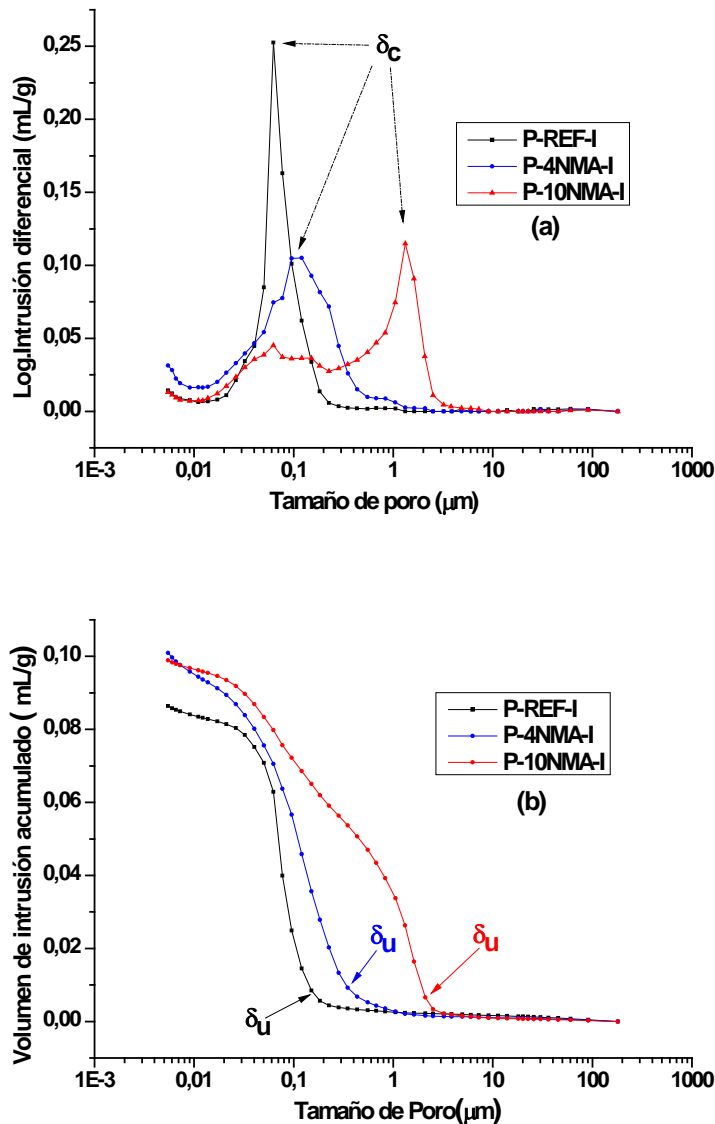 0,25
0,20
0,15
0,10
0,05
0,00
Log.Intrusión diferencial (mL/g)
δc
P-REF-I
P-4NMA-I
P-10NMA-I
(a)
1E-3 0,01 0,1 1 10 100 1000
Tamaño de poro (μm)
0,10
0,08
0,06
0,04
0,02
0,00
Volumen de intrusión acumulado ( mL/g)
P-REF-I
P-4NMA-I
P-10NMA-I
(b)
δu
δu
δu
1E-3 0,01 0,1 1 10 100 1000
Tamaño de Poro(μm)